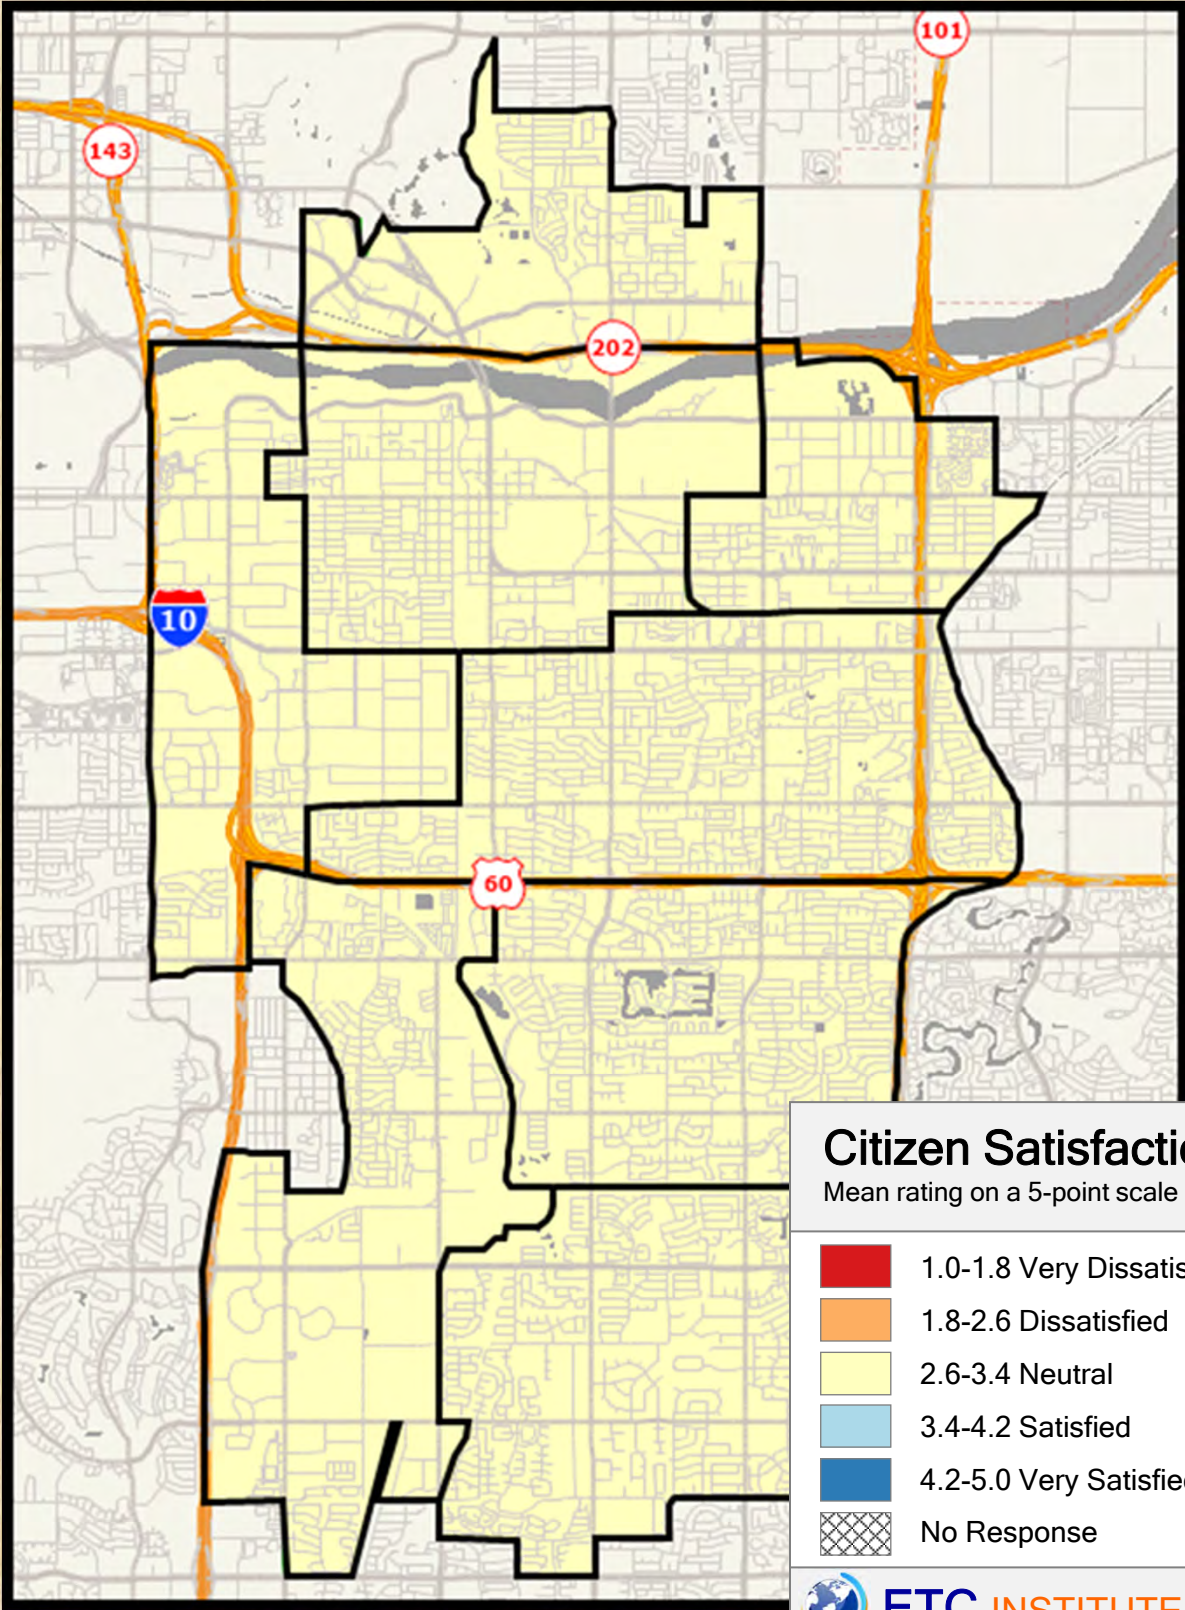 101
143
202
10
60
Citizen Satisfactio
Mean rating on a 5-point scale
1.0-1.8 Very Dissatis
1.8-2.6 Dissatisfied
2.6-3.4 Neutral
3.4-4.2 Satisfied
4.2-5.0 Very Satisfied
No Response
ETC INSTITUTE